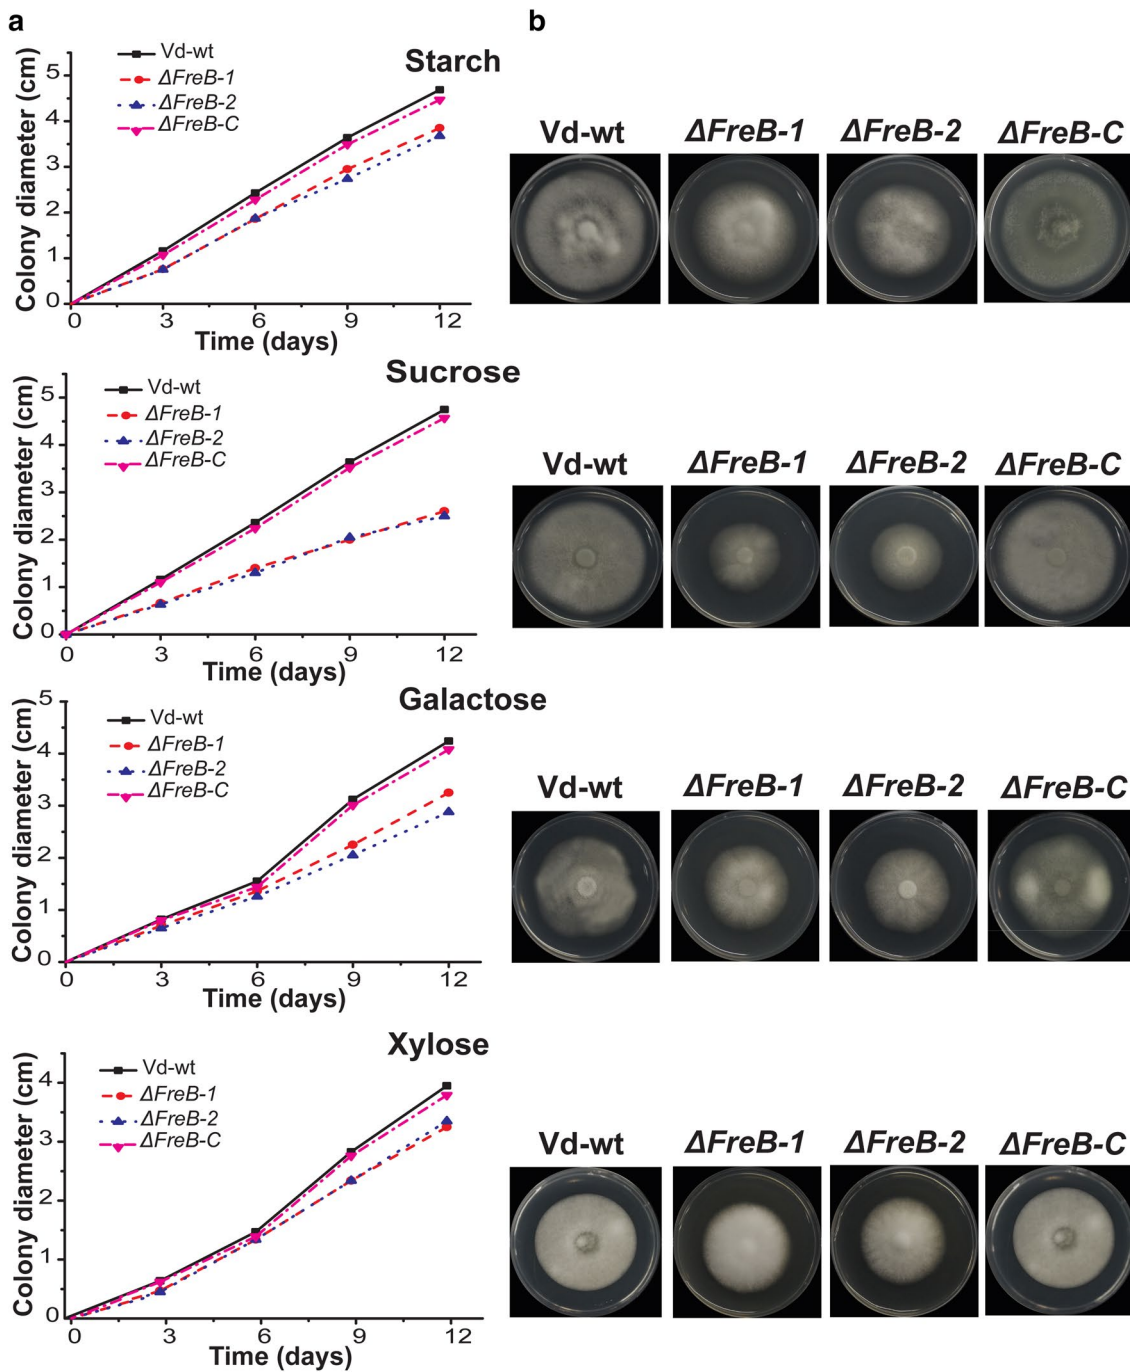 a
b
Starch
Vd-wt
ΔFreB-1
ΔFreB-2
ΔFreB-C
Colony diameter (cm)
5
4
3
2
1
0
0 3 6 9 12
Time (days)
Vd-wt ΔFreB-1 ΔFreB-2 ΔFreB-C
Sucrose
Vd-wt
ΔFreB-1
ΔFreB-2
ΔFreB-C
Colony diameter (cm)
5
4
3
2
1
0
0 3 6 9 12
Time (days)
Vd-wt ΔFreB-1 ΔFreB-2 ΔFreB-C
Galactose
Vd-wt
ΔFreB-1
ΔFreB-2
ΔFreB-C
Colony diameter (cm)
5
4
3
2
1
0
0 3 6 9 12
Time (days)
Vd-wt ΔFreB-1 ΔFreB-2 ΔFreB-C
Xylose
Vd-wt
ΔFreB-1
ΔFreB-2
ΔFreB-C
Colony diameter (cm)
4
3
2
1
0
0 3 6 9 12
Time (days)
Vd-wt ΔFreB-1 ΔFreB-2 ΔFreB-C